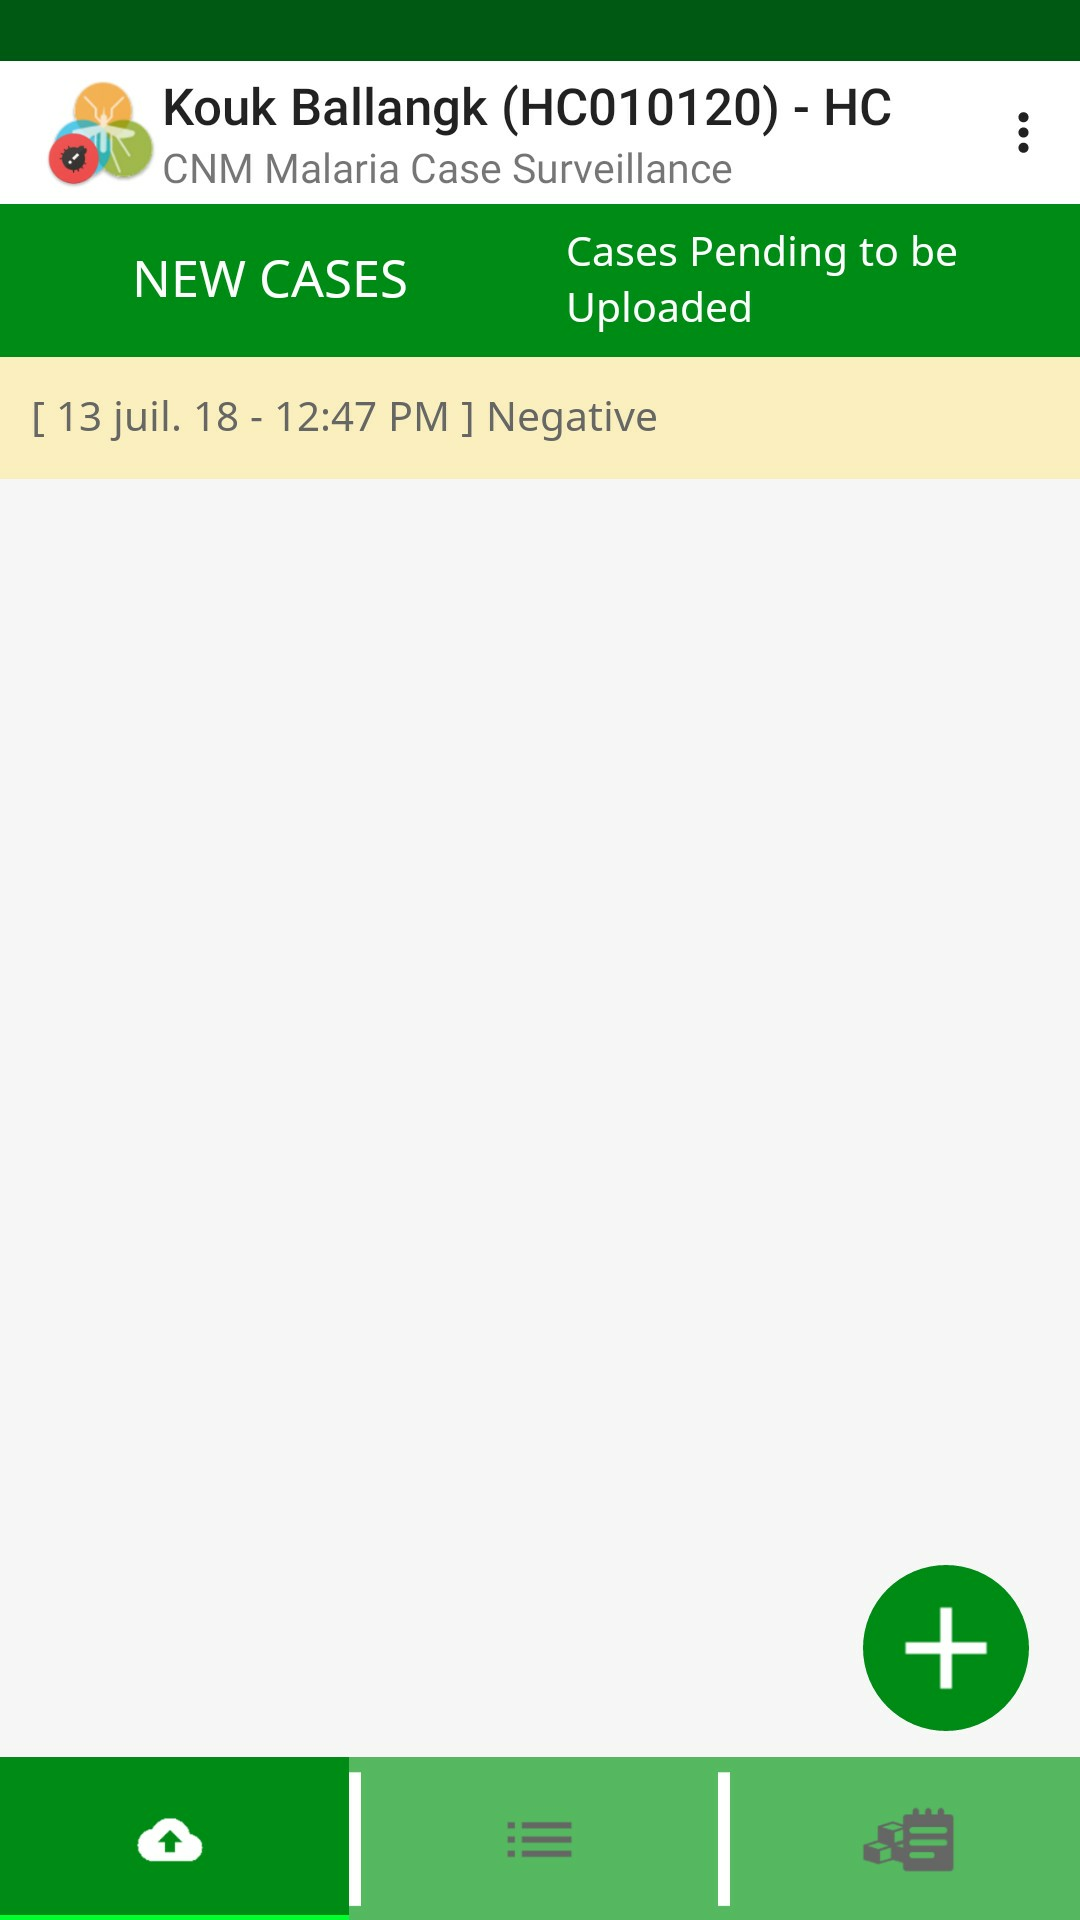 Kouk Ballangk (HC010120) - HC
CNM Malaria Case Surveillance
NEW CASES
Cases Pending to be
Uploaded
[ 13 juil. 18 - 12:47 PM ] Negative